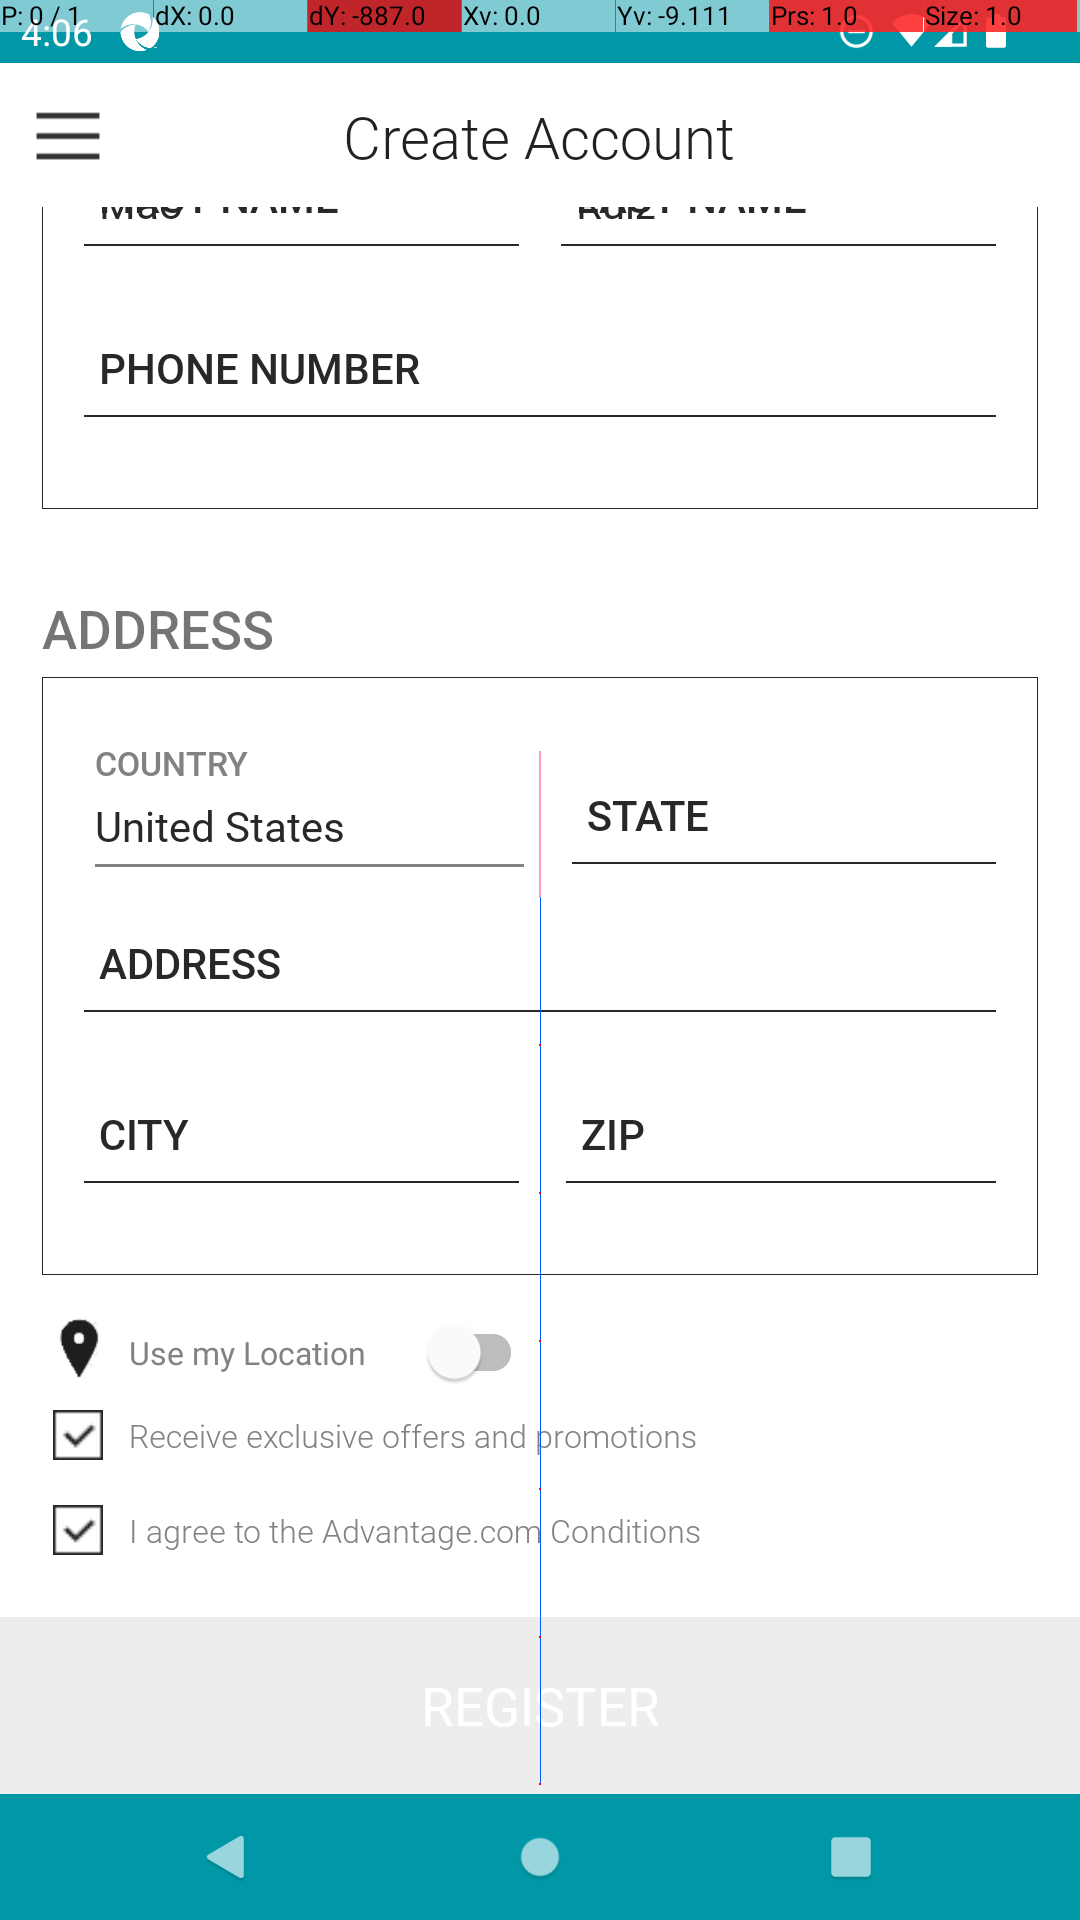 P: 0 / 1 dX: 0.0 dY: -887.0 Xv: 0.0 Yv: -9.111 Prs: 1.0 Size: 1.0
4:06
Create Account
PHONE NUMBER
ADDRESS
COUNTRY
United States
STATE
ADDRESS
CITY ZIP
Use my Location
Receive exclusive offers and promotions
I agree to the Advantage.com Conditions
REGISTER